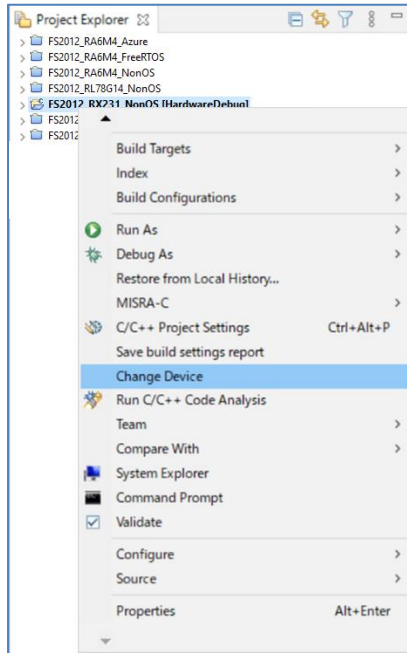 Project Explorer
FS2012_RA6M4_Azure
FS2012_RA6M4_FreeRTOS
FS2012_RA6M4_NonOS
FS2012_RL78G14_NonOS
FS2012_RX231_NonOS [HardwareDebug]
FS2012
FS2012
Build Targets
Index
Build Configurations
Run As
Debug As
Restore from Local History...
MISRA-C
C/C++ Project Settings Ctrl+Alt+P
Save build settings report
Change Device
Run C/C++ Code Analysis
Team
Compare With
System Explorer
Command Prompt
Validate
Configure
Source
Properties Alt+Enter